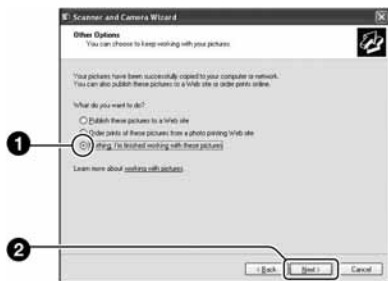 Scanner and Camera Wizard
Other Options
You can choose to keep working with your pictures
Your pictures have been successfully copied to your computer or network.
You can also publish these pictures to a Web site or order prints online.
What do you want to do?
Publish these pictures to a Web site
Order prints of these pictures from a photo printing Web site
1
Nothing. I'm finished working with these pictures
Learn more about working with pictures.
2
< Back
Next >
Cancel